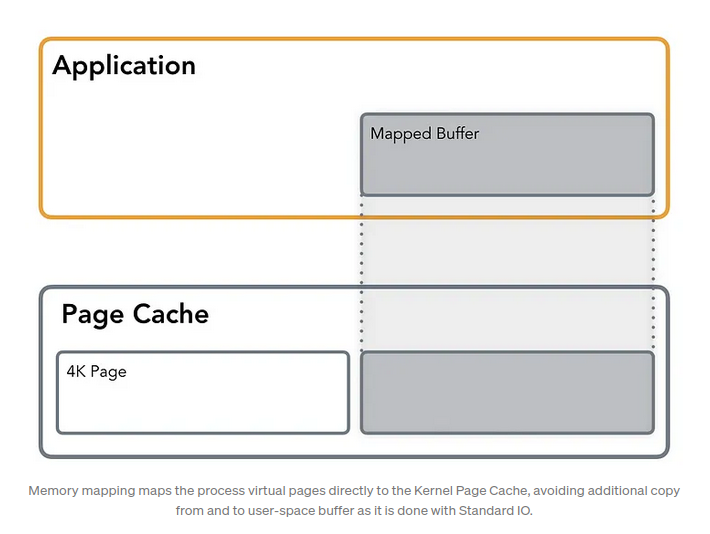 Application
Mapped Buffer
Page Cache
4K Page
Memory mapping maps the process virtual pages directly to the Kernel Page Cache, avoiding additional copy
from and to user-space buffer as it is done with Standard IO.